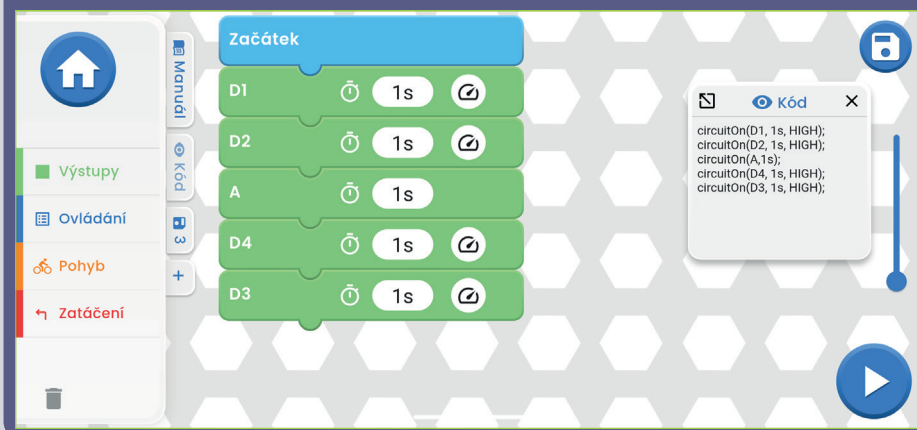 Začátek
D1 1s
D2 1s
A 1s
D4 1s
D3 1s
Manuál
Kód
3
+
Výstupy
Ovládání
Pohyb
Zatáčení
Kód
circuitOn(D1, 1s, HIGH);
circuitOn(D2, 1s, HIGH);
circuitOn(A,1s);
circuitOn(D4, 1s, HIGH);
circuitOn(D3, 1s, HIGH);